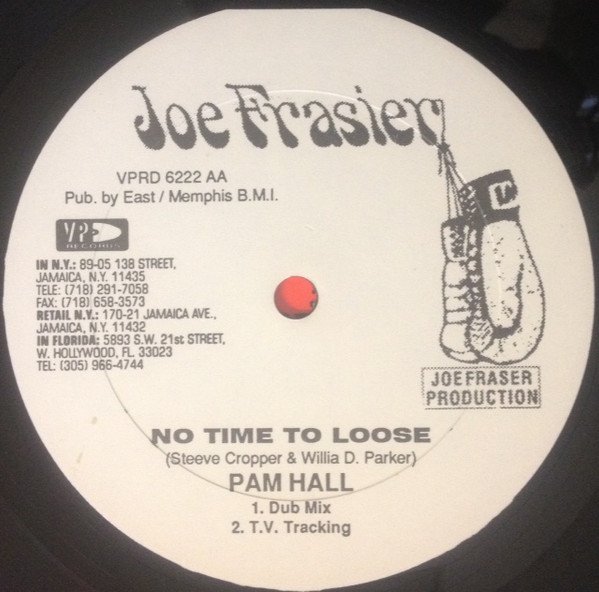 Joe Frasier
VPRD 6222 AA
Pub. by East / Memphis B.M.I.
VP
RECORDS
IN N.Y.: 89-05 138 STREET,
JAMAICA, N.Y. 11435
TELE: (718) 291-7058
FAX: (718) 658-3573
RETAIL N.Y.: 170-21 JAMAICA AVE.,
JAMAICA, N.Y. 11432
IN FLORIDA: 5893 S.W. 21st STREET,
W. HOLLYWOOD, FL. 33023
TEL: (305) 966-4744
JOE FRASER
PRODUCTION
NO TIME TO LOOSE
(Steeve Cropper & Willia D. Parker)
PAM HALL
1. Dub Mix
2. T.V. Tracking